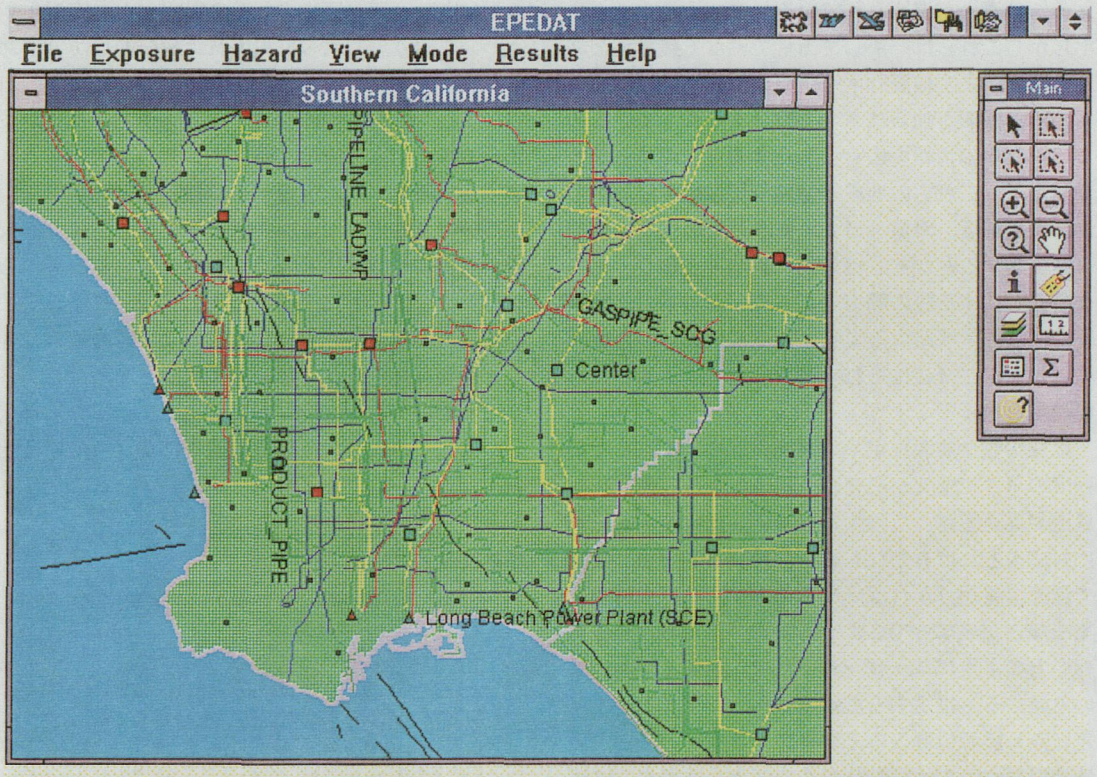 EPEDAT
File Exposure Hazard View Mode Results Help
Southern California
Main
PIPELINE_LADWP
GASPIPE_SCG
Center
PRODUCT_PIPE
Long Beach Power Plant (SCE)